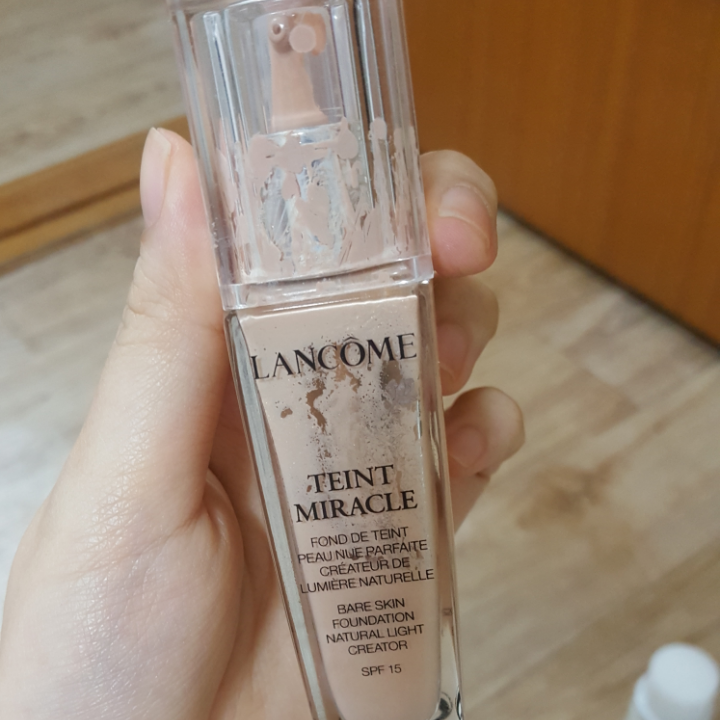 LANCÔME
TEINT
MIRACLE
FOND DE TEINT
PEAU NUE PARFAITE
CRÉATEUR DE
LUMIÈRE NATURELLE
BARE SKIN
FOUNDATION
NATURAL LIGHT
CREATOR
SPF 15